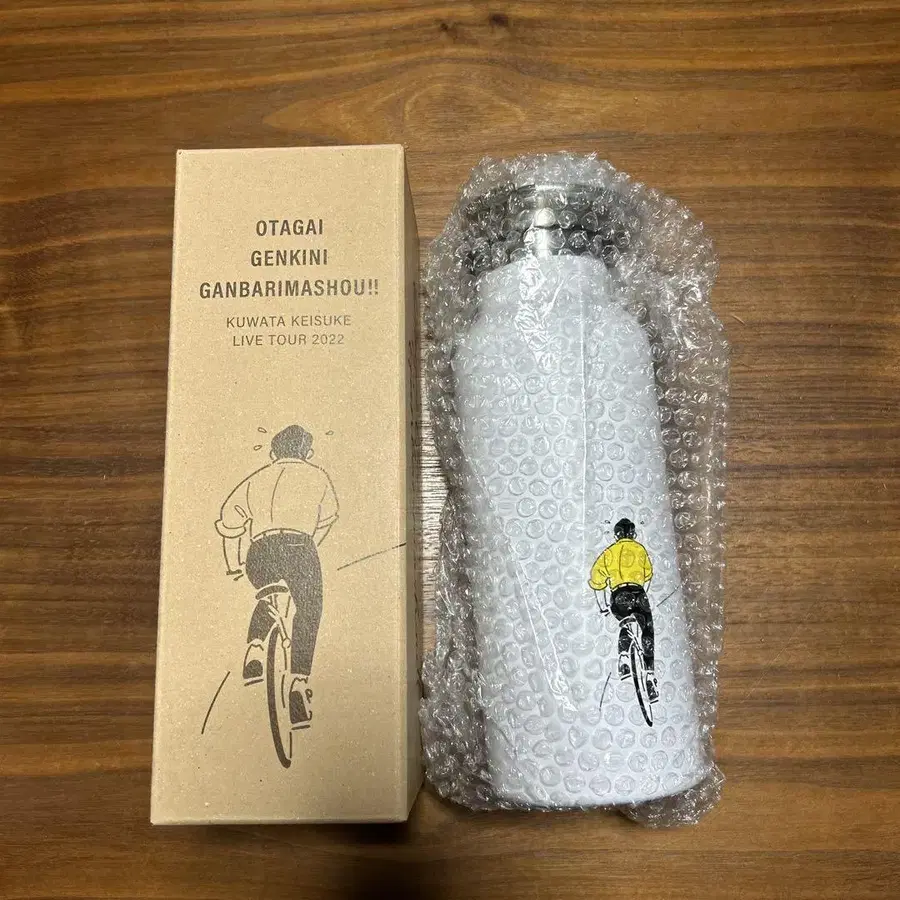 OTAGAI
GENKINI
GANBARIMASHOU!!
KUWATA KEISUKE
LIVE TOUR 2022